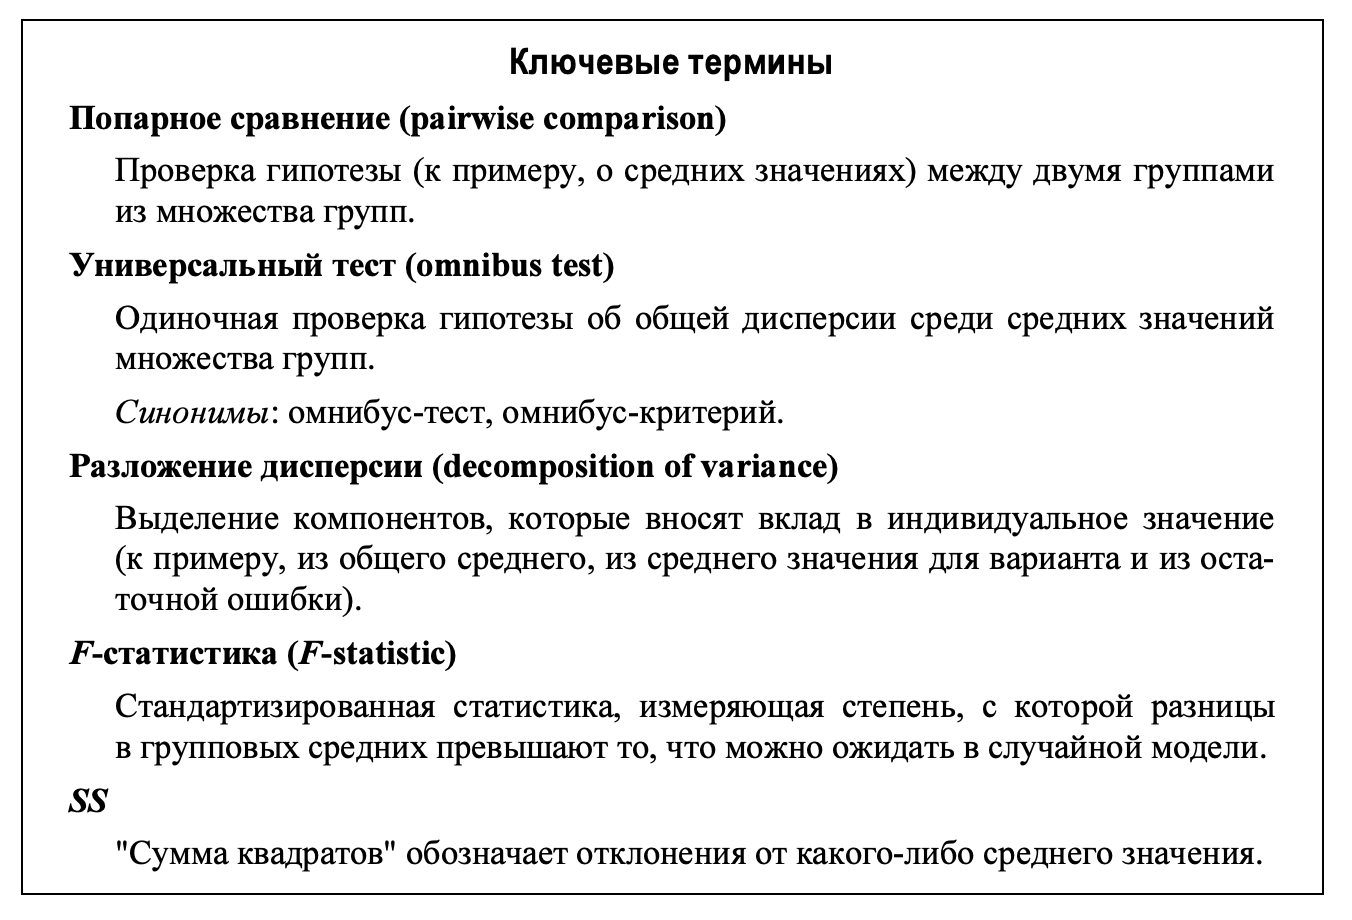 Ключевые термины
Попарное сравнение (pairwise comparison)
Проверка гипотезы (к примеру, о средних значениях) между двумя группами
из множества групп.
Универсальный тест (omnibus test)
Одиночная проверка гипотезы об общей дисперсии среди средних значений
множества групп.
Синонимы: омнибус-тест, омнибус-критерий.
Разложение дисперсии (decomposition of variance)
Выделение компонентов, которые вносят вклад в индивидуальное значение
(к примеру, из общего среднего, из среднего значения для варианта и из оста-
точной ошибки).
F-статистика (F-statistic)
Стандартизированная статистика, измеряющая степень, с которой разницы
в групповых средних превышают то, что можно ожидать в случайной модели.
SS
"Сумма квадратов" обозначает отклонения от какого-либо среднего значения.